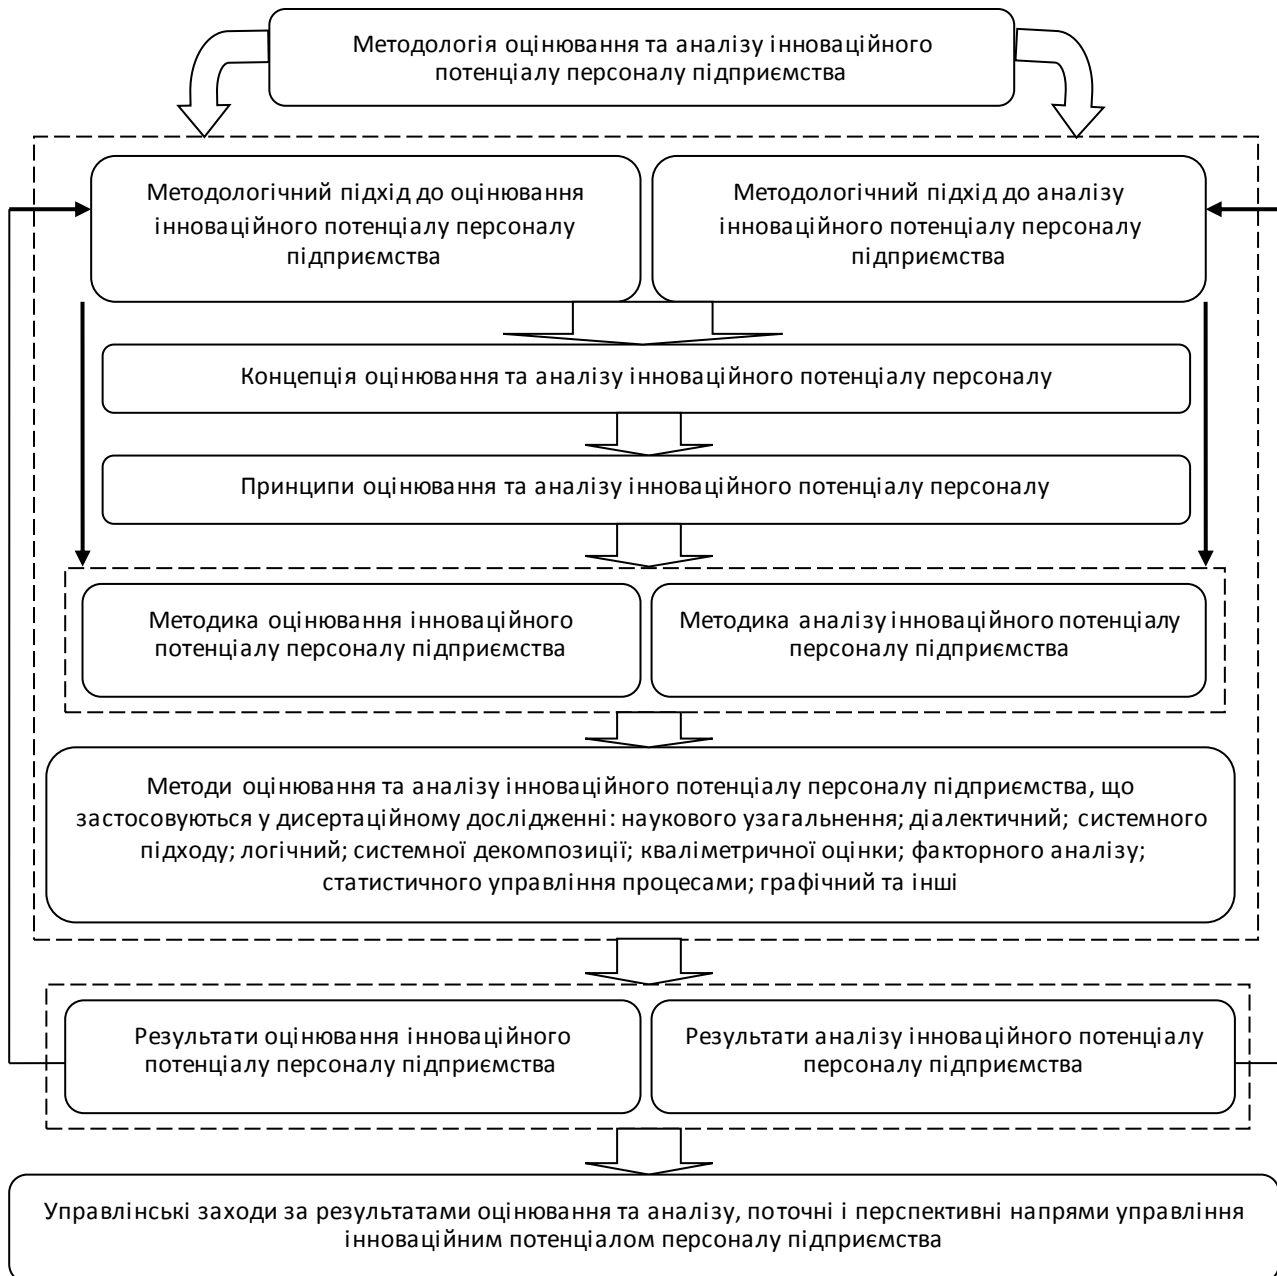 Методологія оцінювання та аналізу інноваційного
потенціалу персоналу підприємства
Методологічний підхід до оцінювання
інноваційного потенціалу персоналу
підприємства
Методологічний підхід до аналізу
інноваційного потенціалу персоналу
підприємства
Концепція оцінювання та аналізу інноваційного потенціалу персоналу
Принципи оцінювання та аналізу інноваційного потенціалу персоналу
Методика оцінювання інноваційного
потенціалу персоналу підприємства
Методика аналізу інноваційного потенціалу
персоналу підприємства
Методи оцінювання та аналізу інноваційного потенціалу персоналу підприємства, що
застосовуються у дисертаційному дослідженні: наукового узагальнення; діалектичний; системного
підходу; логічний; системної декомпозиції; кваліметричної оцінки; факторного аналізу;
статистичного управління процесами; графічний та інші
Результати оцінювання інноваційного
потенціалу персоналу підприємства
Результати аналізу інноваційного потенціалу
персоналу підприємства
Управлінські заходи за результатами оцінювання та аналізу, поточні і перспективні напрями управління
інноваційним потенціалом персоналу підприємства